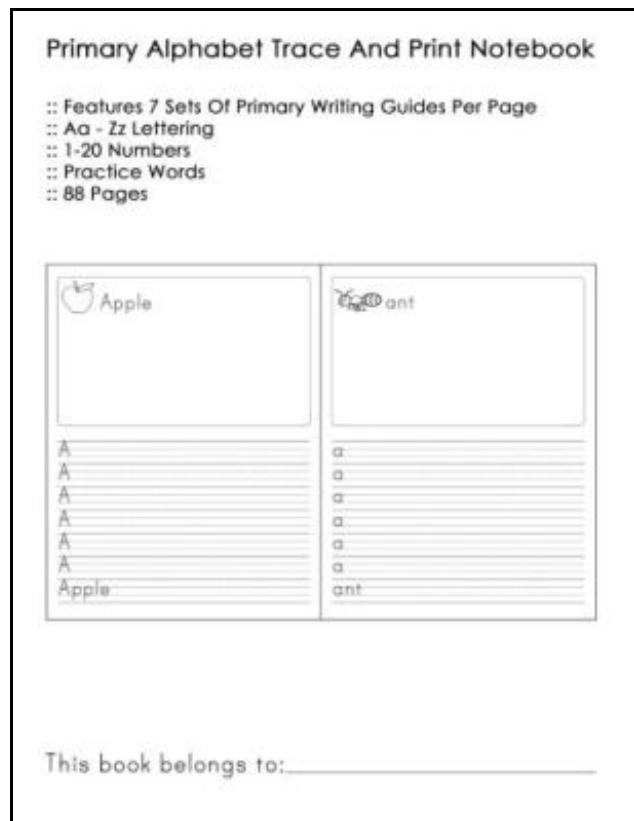 Primary Alphabet Trace And Print Notebook
:: Features 7 Sets Of Primary Writing Guides Per Page
:: Aa - Zz Lettering
:: 1-20 Numbers
:: Practice Words
:: 88 Pages
Apple
A
A
A
A
A
A
Apple
ant
a
a
a
a
a
a
ant
This book belongs to: